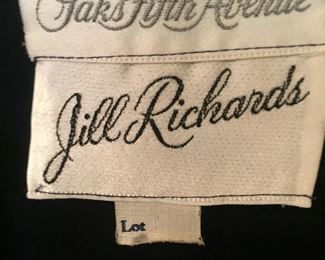 Saks Fifth Avenue
Jill Richards
Lot